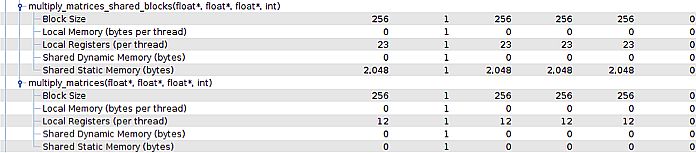 multiply_matrices_shared_blocks(float*, float*, float*, int)
Block Size 256 1 256 256 256 0
Local Memory (bytes per thread) 0 1 0 0 0 0
Local Registers (per thread) 23 1 23 23 23 0
Shared Dynamic Memory (bytes) 0 1 0 0 0 0
Shared Static Memory (bytes) 2,048 1 2,048 2,048 2,048 0
multiply_matrices(float*, float*, float*, int)
Block Size 256 1 256 256 256 0
Local Memory (bytes per thread) 0 1 0 0 0 0
Local Registers (per thread) 12 1 12 12 12 0
Shared Dynamic Memory (bytes) 0 1 0 0 0 0
Shared Static Memory (bytes) 0 1 0 0 0 0